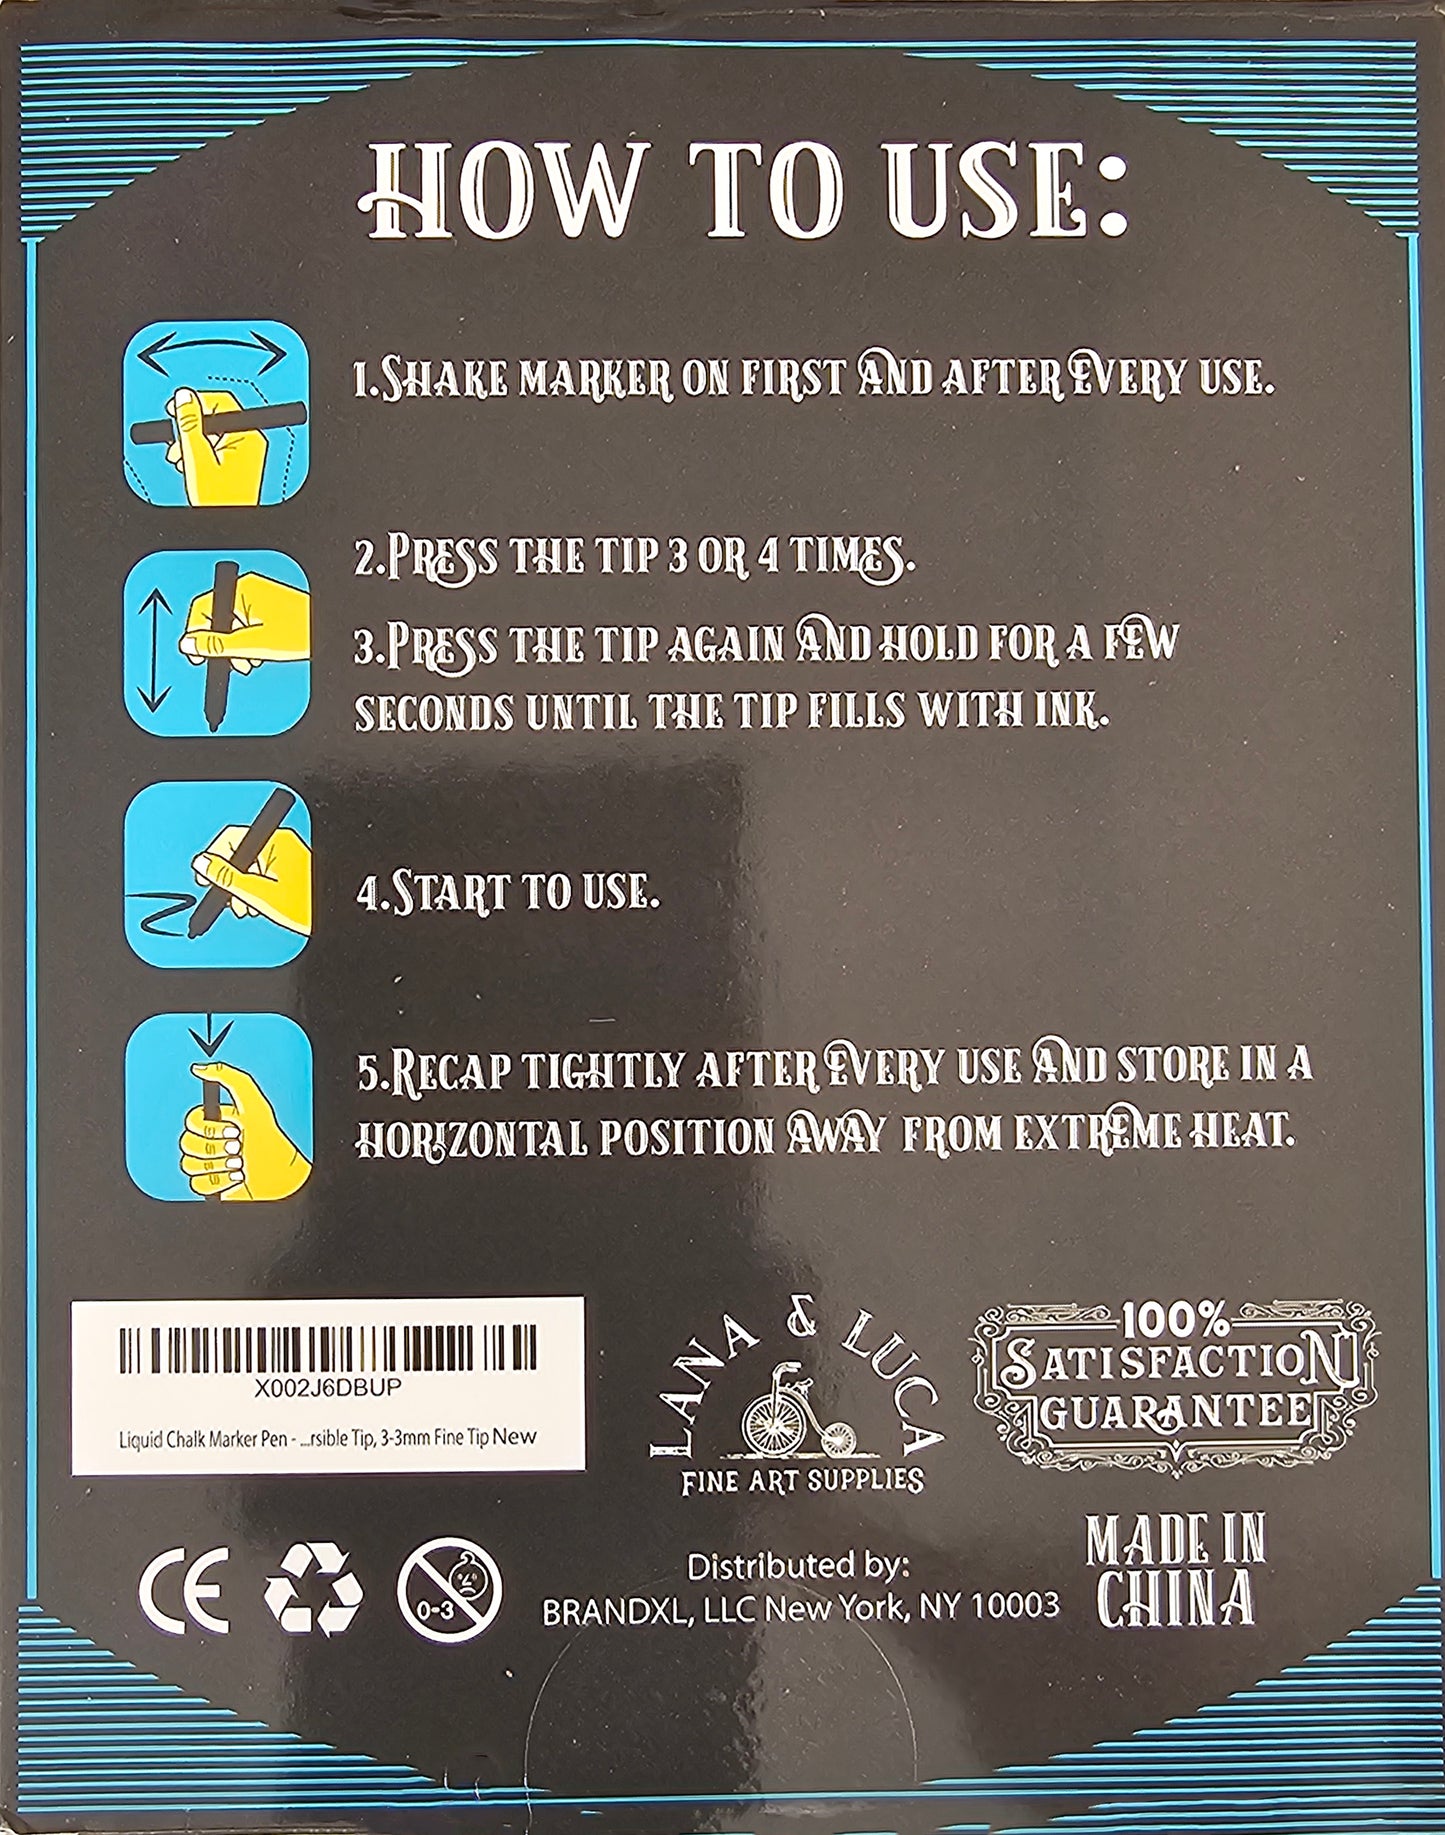 HOW TO USE:
1.SHAKE MARKER ON FIRST AND AFTER EVERY USE.
2.PRESS THE TIP 3 OR 4 TIMES.
3.PRESS THE TIP AGAIN AND HOLD FOR A FEW
SECONDS UNTIL THE TIP FILLS WITH INK.
4.START TO USE.
5.RECAP TIGHTLY AFTER EVERY USE AND STORE IN A
HORIZONTAL POSITION AWAY FROM EXTREME HEAT.
X002J6DBUP
Liquid Chalk Marker Pen - ...rsible Tip, 3-3mm Fine Tip New
LANA & LUCA
FINE ART SUPPLIES
100%
SATISFACTION
GUARANTEE
CE
0-3
Distributed by:
BRANDXL, LLC New York, NY 10003
MADE IN
CHINA